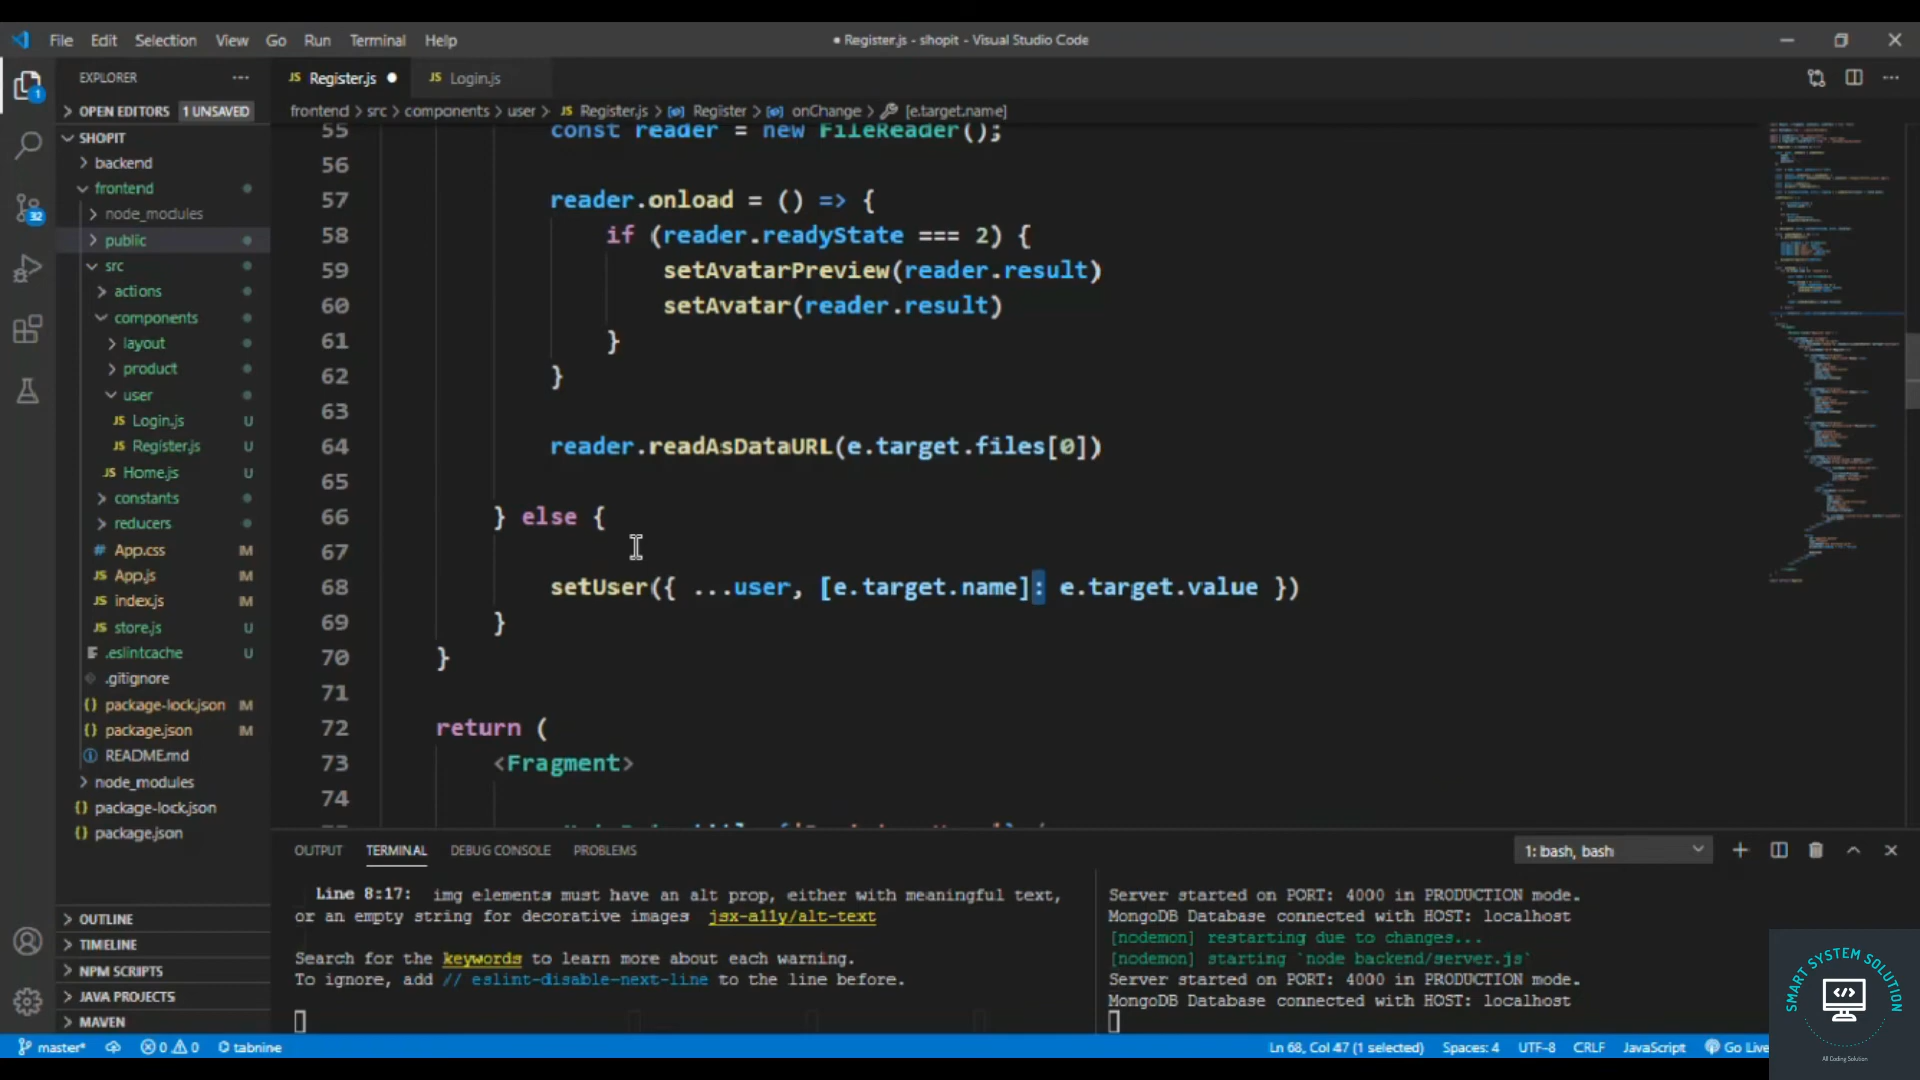 File Edit Selection View Go Run Terminal Help
● Register.js - shopit - Visual Studio Code
EXPLORER
Register.js
Login.js
OPEN EDITORS 1 UNSAVED
SHOPIT
backend
frontend
node_modules
public
src
actions
components
layout
product
user
Login.js U
Register.js U
Home.js U
constants
reducers
App.css M
App.js M
index.js M
store.js U
.eslintcache U
.gitignore
package-lock.json M
package.json M
README.md
node_modules
package-lock.json
package.json
OUTLINE
TIMELINE
NPM SCRIPTS
JAVA PROJECTS
MAVEN
frontend > src > components > user > JS Register.js > Register > onChange > [e.target.name]
55 const reader = new FileReader();
56
57 reader.onload = () => {
58 if (reader.readyState === 2) {
59 setAvatarPreview(reader.result)
60 setAvatar(reader.result)
61 }
62 }
63
64 reader.readAsDataURL(e.target.files[0])
65
66 } else {
67
68 setUser({ ...user, [e.target.name]: e.target.value })
69 }
70 }
71
72 return (
73 <Fragment>
74
OUTPUT TERMINAL DEBUG CONSOLE PROBLEMS
1: bash, bash
Line 8:17: img elements must have an alt prop, either with meaningful text,
or an empty string for decorative images jsx-a11y/alt-text
Search for the keywords to learn more about each warning.
To ignore, add // eslint-disable-next-line to the line before.
Server started on PORT: 4000 in PRODUCTION mode.
MongoDB Database connected with HOST: localhost
[nodemon] restarting due to changes...
[nodemon] starting `node backend/server.js`
Server started on PORT: 4000 in PRODUCTION mode.
MongoDB Database connected with HOST: localhost
master* 0 0 tabnine
Ln 68, Col 47 (1 selected) Spaces: 4 UTF-8 CRLF JavaScript Go Live
SMART SYSTEM SOLUTION
All Coding Solution